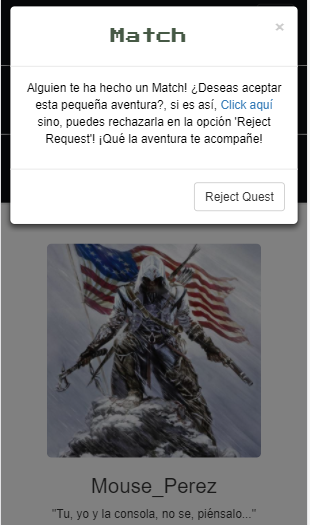 Match
×
Alguien te ha hecho un Match! ¿Deseas aceptar
esta pequeña aventura?, si es así, Click aquí
sino, puedes rechazarla en la opción 'Reject
Request'! ¡Qué la aventura te acompañe!
Reject Quest
Mouse_Perez
"Tu, yo y la consola, no se, piénsalo..."